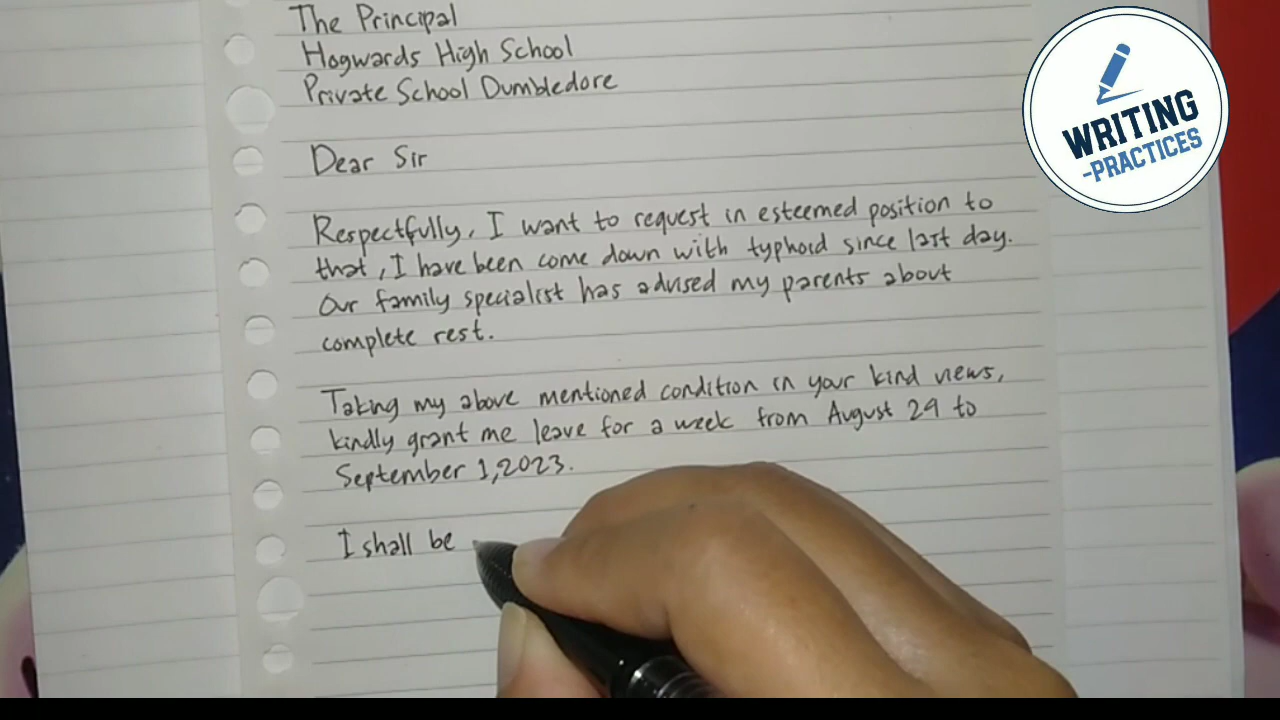 The Principal
Hogwards High School
Private School Dumbledore
Dear Sir
Respectfully, I want to request in esteemed position to
that, I have been come down with typhoid since last day.
Our family specialist has advised my parents about
complete rest.
Taking my above mentioned condition in your kind views,
kindly grant me leave for a week from August 29 to
September 1,2023.
I shall be
WRITING
-PRACTICES